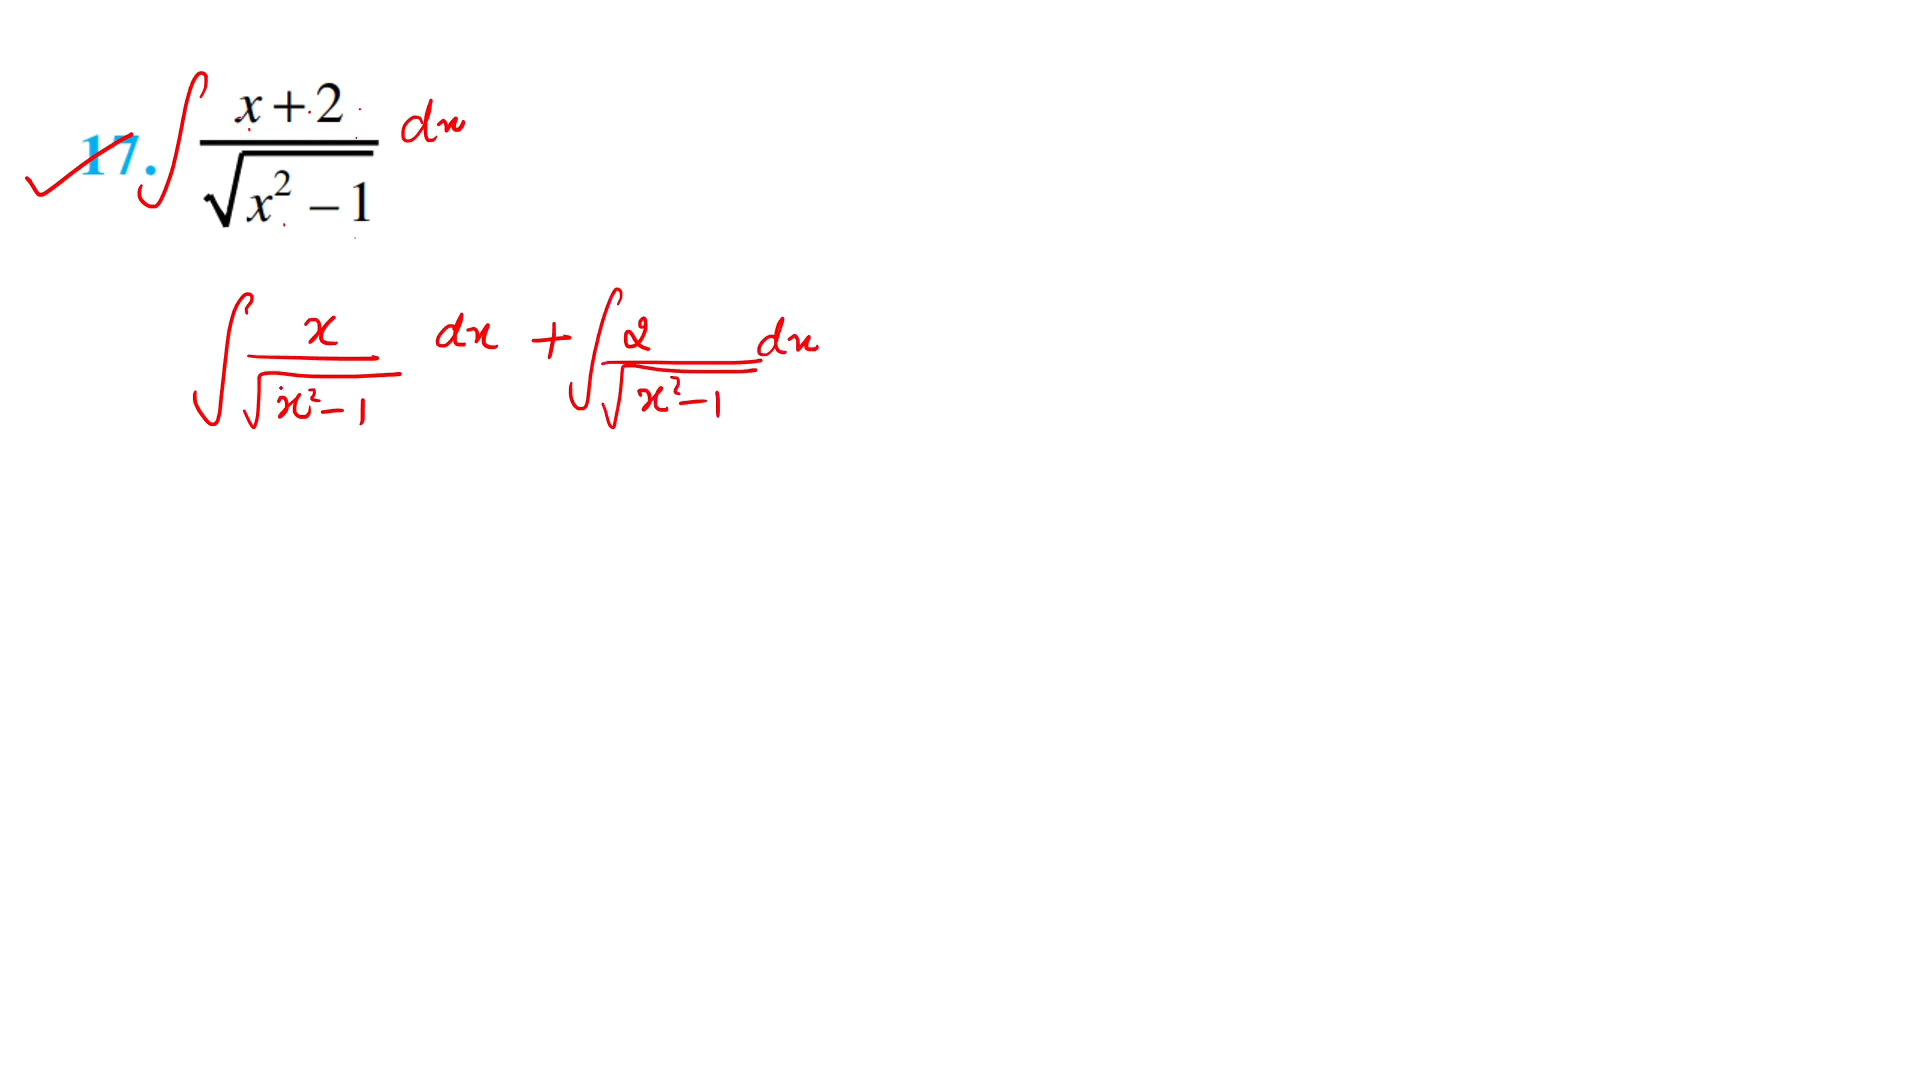 17. ∫ (x + 2)/√(x² − 1) dx
∫ x/√(x² − 1) dx + ∫ 2/√(x² − 1) dx